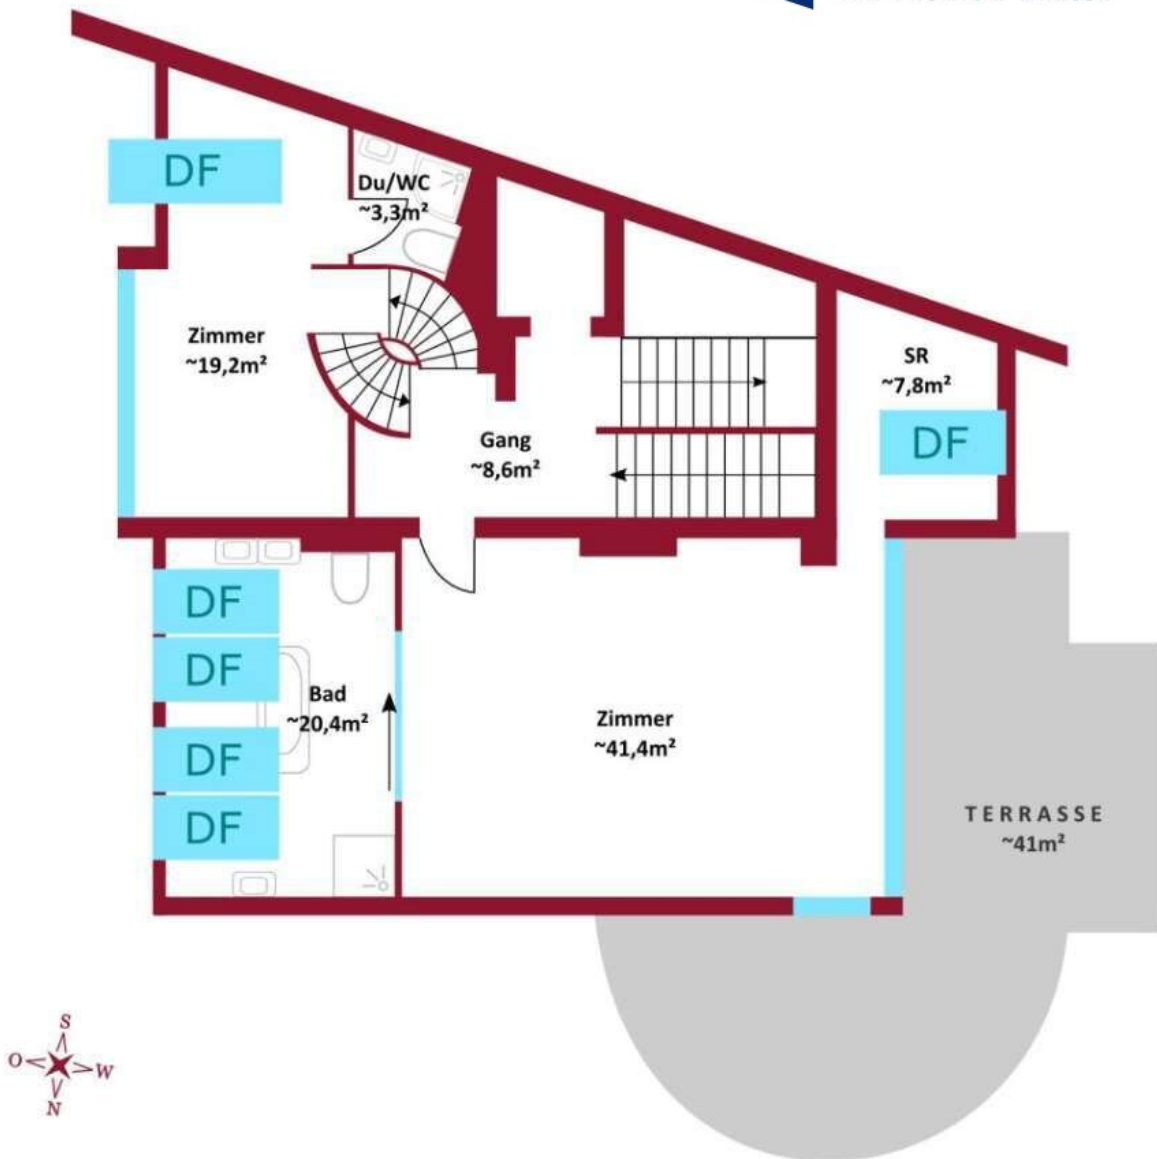 DF
Du/WC
~3,3m²
Zimmer
~19,2m²
SR
~7,8m²
DF
Gang
~8,6m²
DF
DF
Bad
~20,4m²
Zimmer
~41,4m²
DF
DF
TERRASSE
~41m²
S
O W
N